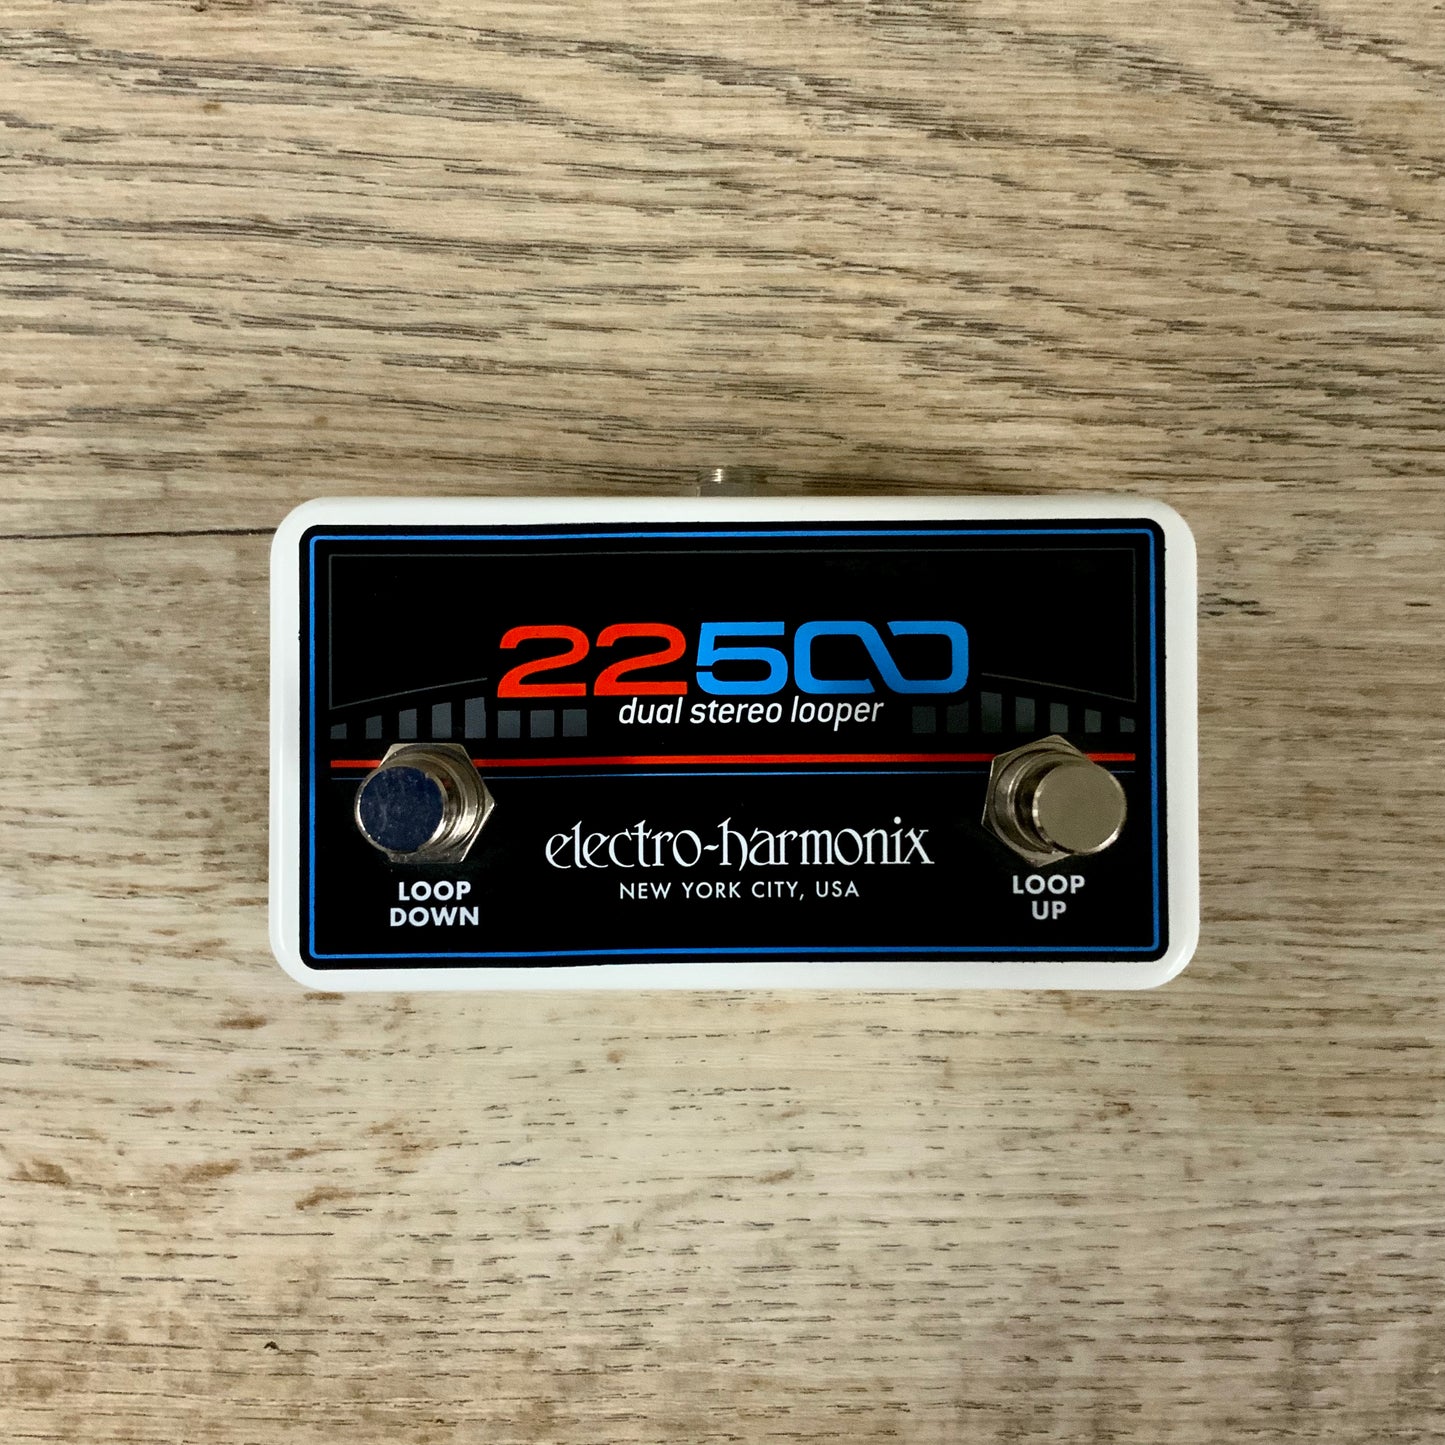 22500
dual stereo looper
electro-harmonix
NEW YORK CITY, USA
LOOP
DOWN
LOOP
UP